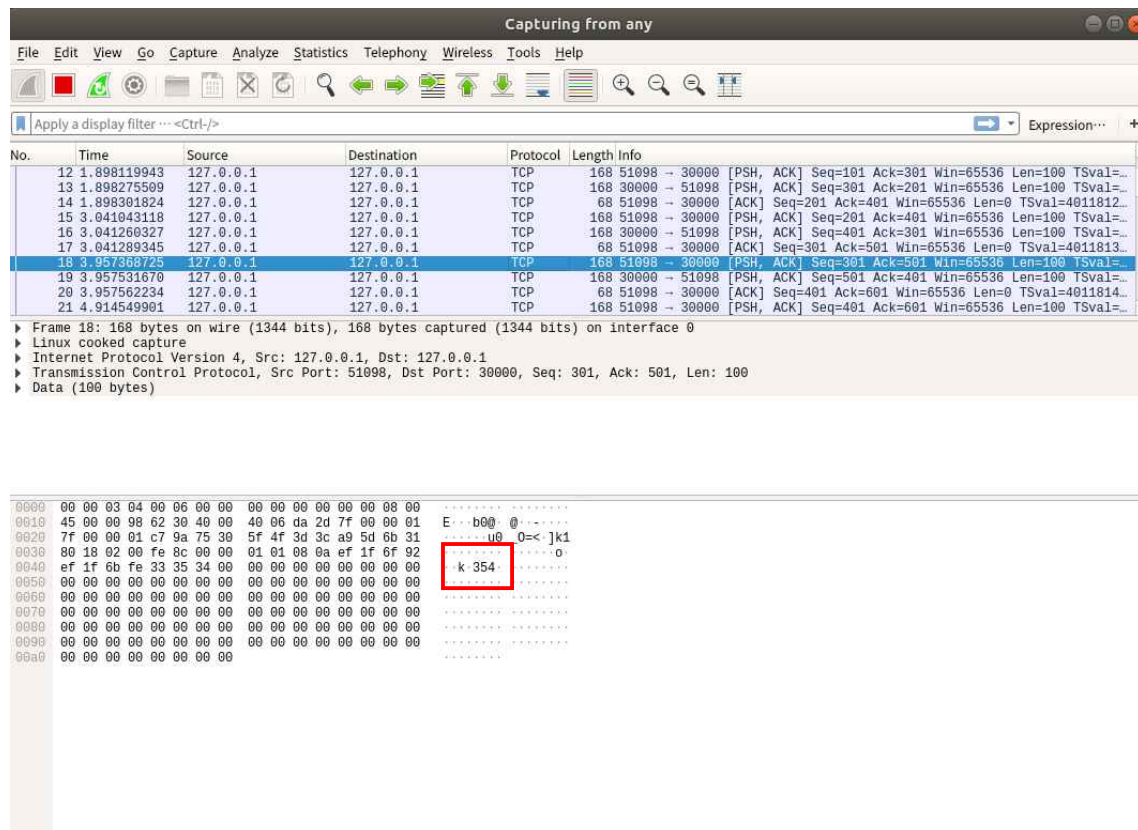 Capturing from any
File Edit View Go Capture Analyze Statistics Telephony Wireless Tools Help
Apply a display filter ··· <Ctrl-/> Expression··· +
No. Time Source Destination Protocol Length Info
12 1.898119943 127.0.0.1 127.0.0.1 TCP 168 51098 → 30000 [PSH, ACK] Seq=101 Ack=301 Win=65536 Len=100 TSval=…
13 1.898275509 127.0.0.1 127.0.0.1 TCP 168 30000 → 51098 [PSH, ACK] Seq=301 Ack=201 Win=65536 Len=100 TSval=…
14 1.898301824 127.0.0.1 127.0.0.1 TCP 68 51098 → 30000 [ACK] Seq=201 Ack=401 Win=65536 Len=0 TSval=4011812…
15 3.041043118 127.0.0.1 127.0.0.1 TCP 168 51098 → 30000 [PSH, ACK] Seq=201 Ack=401 Win=65536 Len=100 TSval=…
16 3.041260327 127.0.0.1 127.0.0.1 TCP 168 30000 → 51098 [PSH, ACK] Seq=401 Ack=301 Win=65536 Len=100 TSval=…
17 3.041289345 127.0.0.1 127.0.0.1 TCP 68 51098 → 30000 [ACK] Seq=301 Ack=501 Win=65536 Len=0 TSval=4011813…
18 3.957368725 127.0.0.1 127.0.0.1 TCP 168 51098 → 30000 [PSH, ACK] Seq=301 Ack=501 Win=65536 Len=100 TSval=…
19 3.957531670 127.0.0.1 127.0.0.1 TCP 168 30000 → 51098 [PSH, ACK] Seq=501 Ack=401 Win=65536 Len=100 TSval=…
20 3.957562234 127.0.0.1 127.0.0.1 TCP 68 51098 → 30000 [ACK] Seq=401 Ack=601 Win=65536 Len=0 TSval=4011814…
21 4.914549901 127.0.0.1 127.0.0.1 TCP 168 51098 → 30000 [PSH, ACK] Seq=401 Ack=601 Win=65536 Len=100 TSval=…
Frame 18: 168 bytes on wire (1344 bits), 168 bytes captured (1344 bits) on interface 0
Linux cooked capture
Internet Protocol Version 4, Src: 127.0.0.1, Dst: 127.0.0.1
Transmission Control Protocol, Src Port: 51098, Dst Port: 30000, Seq: 301, Ack: 501, Len: 100
Data (100 bytes)
0000 00 00 03 04 00 06 00 00 00 00 00 00 00 00 08 00 ········ ········
0010 45 00 00 98 62 30 40 00 40 06 da 2d 7f 00 00 01 E···b0@· @··-····
0020 7f 00 00 01 c7 9a 75 30 5f 4f 3d 3c a9 5d 6b 31 ······u0 _O=<·]k1
0030 80 18 02 00 fe 8c 00 00 01 01 08 0a ef 1f 6f 92 ········ ······o·
0040 ef 1f 6b fe 33 35 34 00 00 00 00 00 00 00 00 00 ··k·354· ········
0050 00 00 00 00 00 00 00 00 00 00 00 00 00 00 00 00 ········ ········
0060 00 00 00 00 00 00 00 00 00 00 00 00 00 00 00 00 ········ ········
0070 00 00 00 00 00 00 00 00 00 00 00 00 00 00 00 00 ········ ········
0080 00 00 00 00 00 00 00 00 00 00 00 00 00 00 00 00 ········ ········
0090 00 00 00 00 00 00 00 00 00 00 00 00 00 00 00 00 ········ ········
00a0 00 00 00 00 00 00 00 00 ········